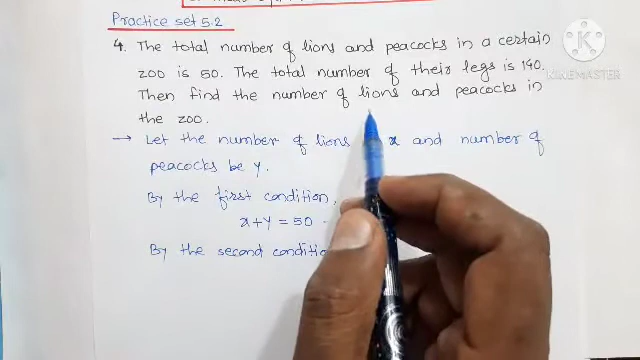 Practice set 5.2
4. The total number of lions and peacocks in a certain
zoo is 50. The total number of their legs is 140.
Then find the number of lions and peacocks in
the zoo.
→ Let the number of lions x and number of
peacocks be y.
By the first condition,
x+y = 50
By the second condition
KINEMASTER